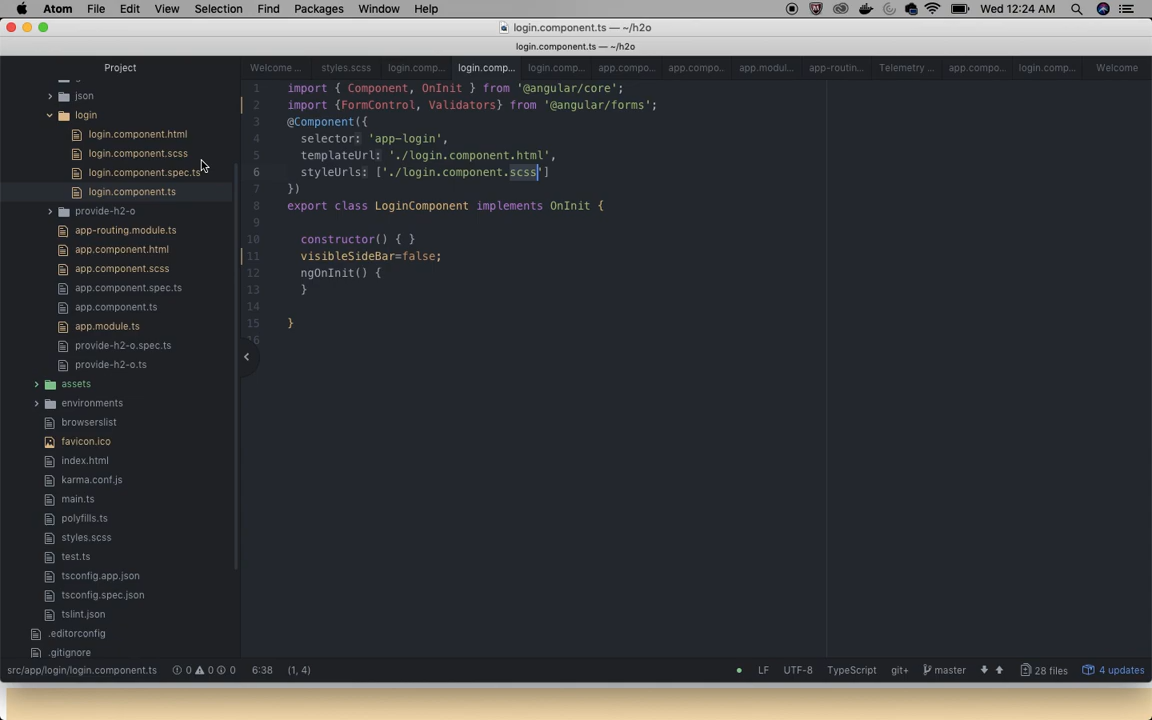 Atom File Edit View Selection Find Packages Window Help Wed 12:24 AM
login.component.ts — ~/h2o
login.component.ts — ~/h2o
Project
Welcome ... styles.scss login.comp... login.comp... login.comp... app.compo... app.compo... app.modul... app-routin... Telemetry ... app.compo... login.comp... Welcome
json
login
login.component.html
login.component.scss
login.component.spec.ts
login.component.ts
provide-h2-o
app-routing.module.ts
app.component.html
app.component.scss
app.component.spec.ts
app.component.ts
app.module.ts
provide-h2-o.spec.ts
provide-h2-o.ts
assets
environments
browserslist
favicon.ico
index.html
karma.conf.js
main.ts
polyfills.ts
styles.scss
test.ts
tsconfig.app.json
tsconfig.spec.json
tslint.json
.editorconfig
.gitignore
1 import { Component, OnInit } from '@angular/core';
2 import {FormControl, Validators} from '@angular/forms';
3 @Component({
4 selector: 'app-login',
5 templateUrl: './login.component.html',
6 styleUrls: ['./login.component.scss']
7 })
8 export class LoginComponent implements OnInit {
9
10 constructor() { }
11 visibleSideBar=false;
12 ngOnInit() {
13 }
14
15 }
16
src/app/login/login.component.ts 0 0 0 6:38 (1, 4) LF UTF-8 TypeScript git+ master 28 files 4 updates